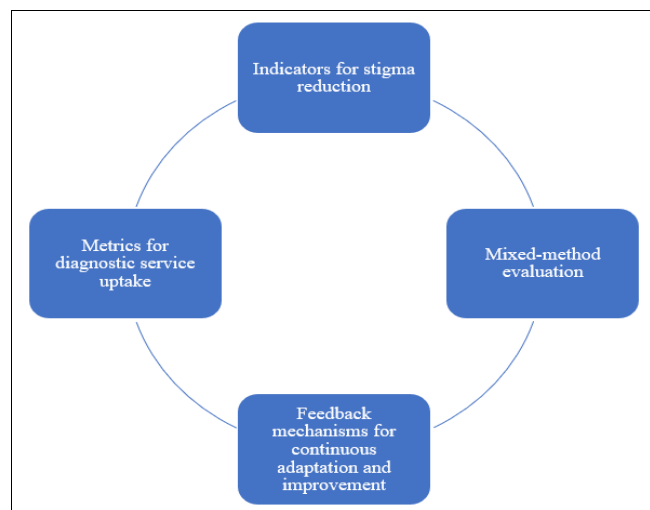 Indicators for stigma
reduction
Metrics for
diagnostic service
uptake
Mixed-method
evaluation
Feedback
mechanisms for
continuous
adaptation and
improvement